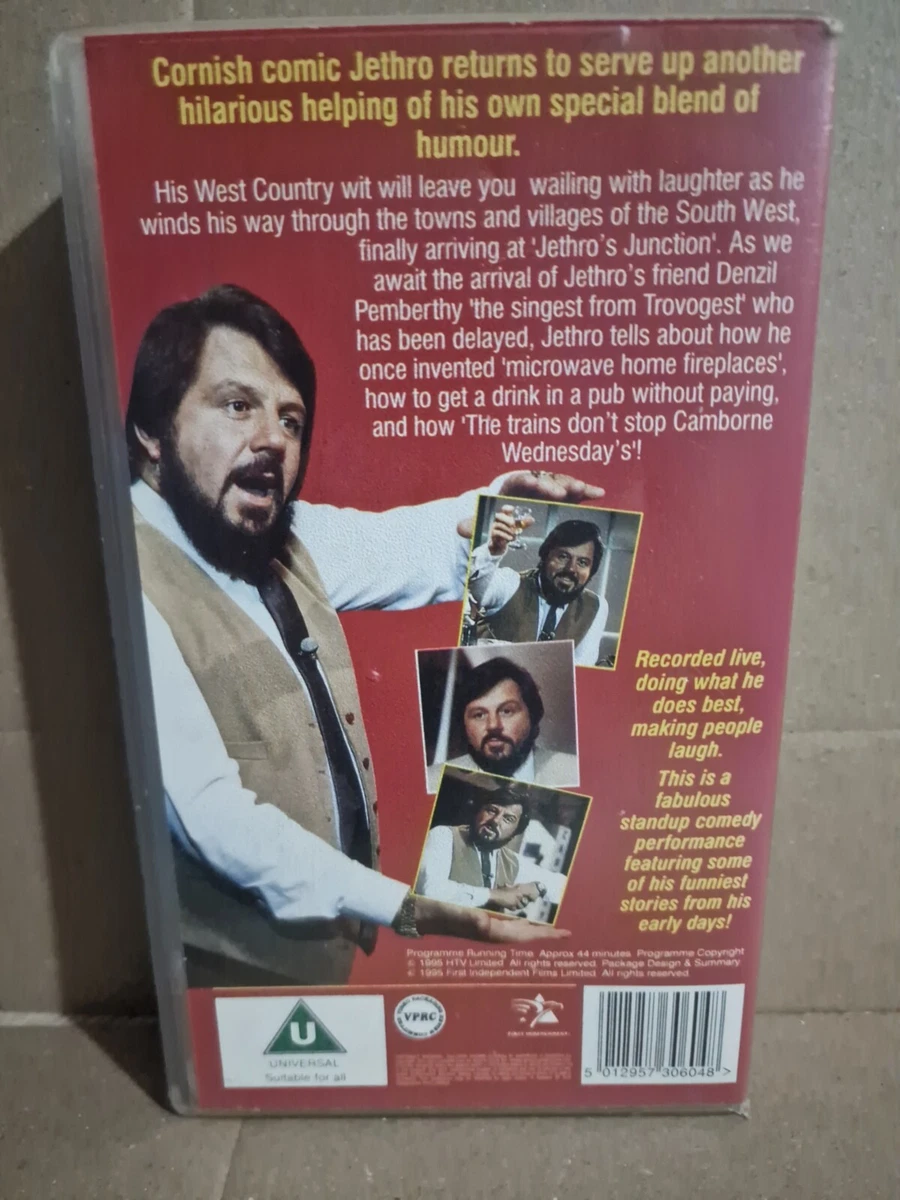 Cornish comic Jethro returns to serve up another
hilarious helping of his own special blend of
humour.
His West Country wit will leave you wailing with laughter as he
winds his way through the towns and villages of the South West,
finally arriving at 'Jethro's Junction'. As we
await the arrival of Jethro's friend Denzil
Pemberthy 'the singest from Trovogest' who
has been delayed, Jethro tells about how he
once invented 'microwave home fireplaces',
how to get a drink in a pub without paying,
and how 'The trains don't stop Camborne
Wednesday's'!
Recorded live,
doing what he
does best,
making people
laugh.
This is a
fabulous
standup comedy
performance
featuring some
of his funniest
stories from his
early days!
Programme Running Time. Approx 44 minutes. Programme Copyright
© 1995 HTV Limited. All rights reserved. Package Design & Summary
© 1995 First Independent Films Limited. All rights reserved.
U
UNIVERSAL
Suitable for all
VPRC
5 012957 306048 >